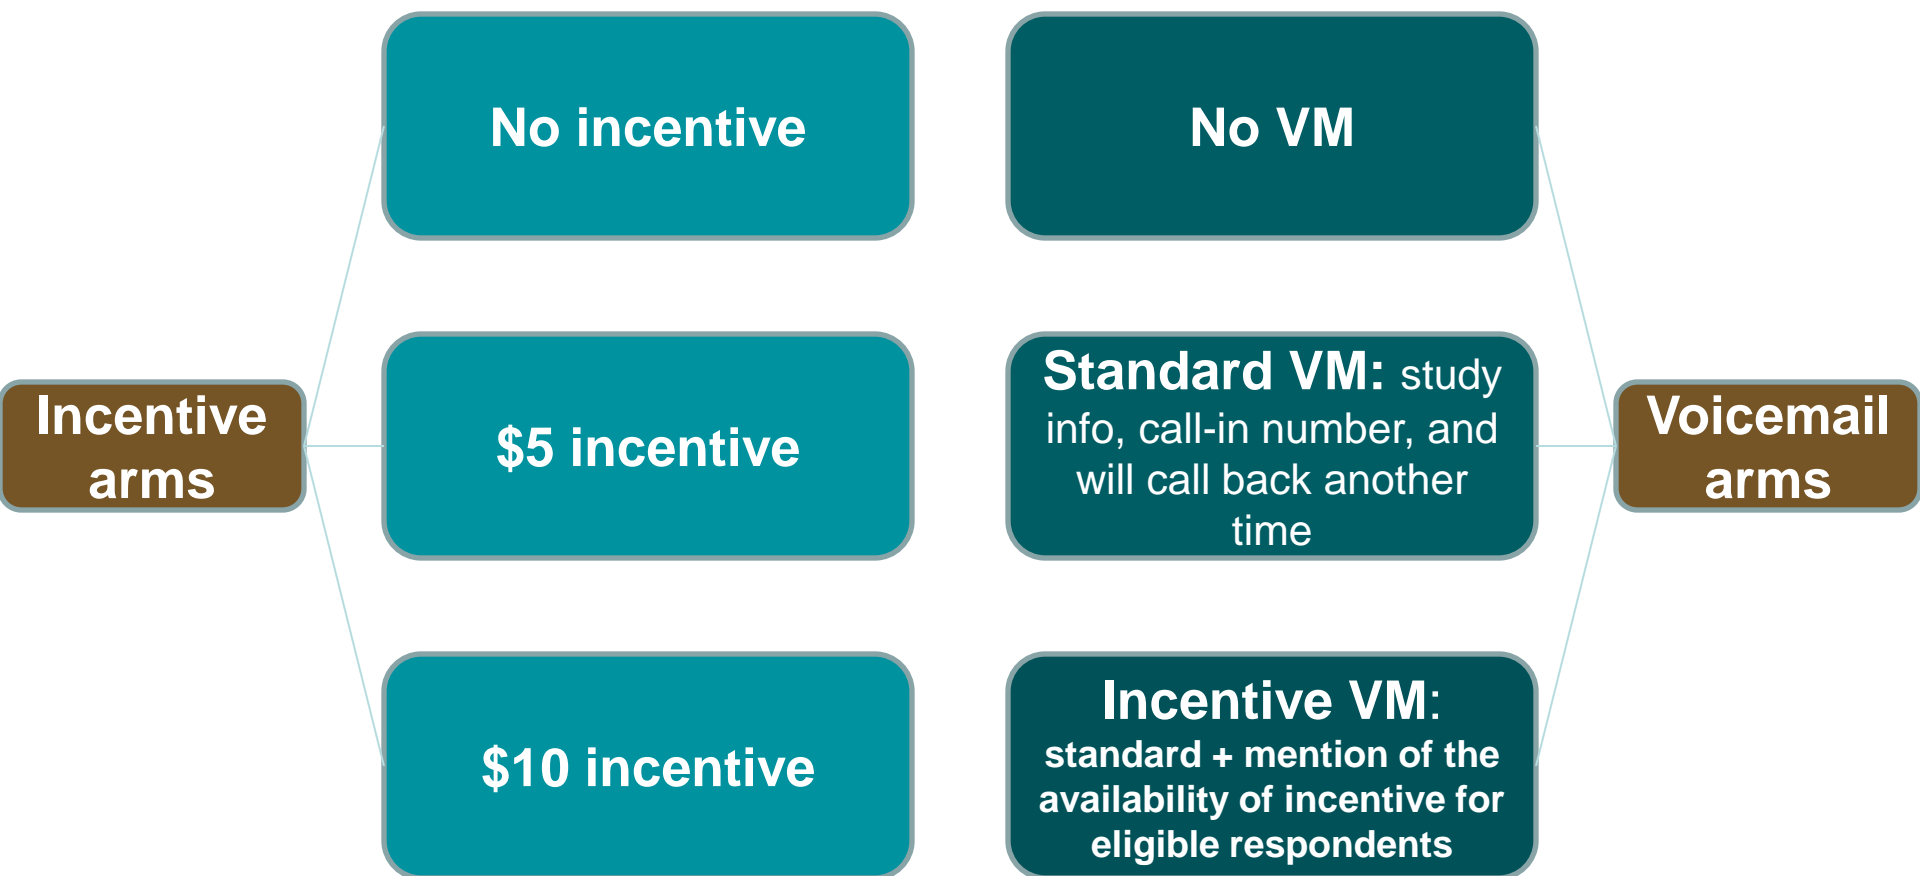 No incentive
No VM
Incentive
arms
$5 incentive
Standard VM: study
info, call-in number, and
will call back another
time
Voicemail
arms
$10 incentive
Incentive VM:
standard + mention of the
availability of incentive for
eligible respondents